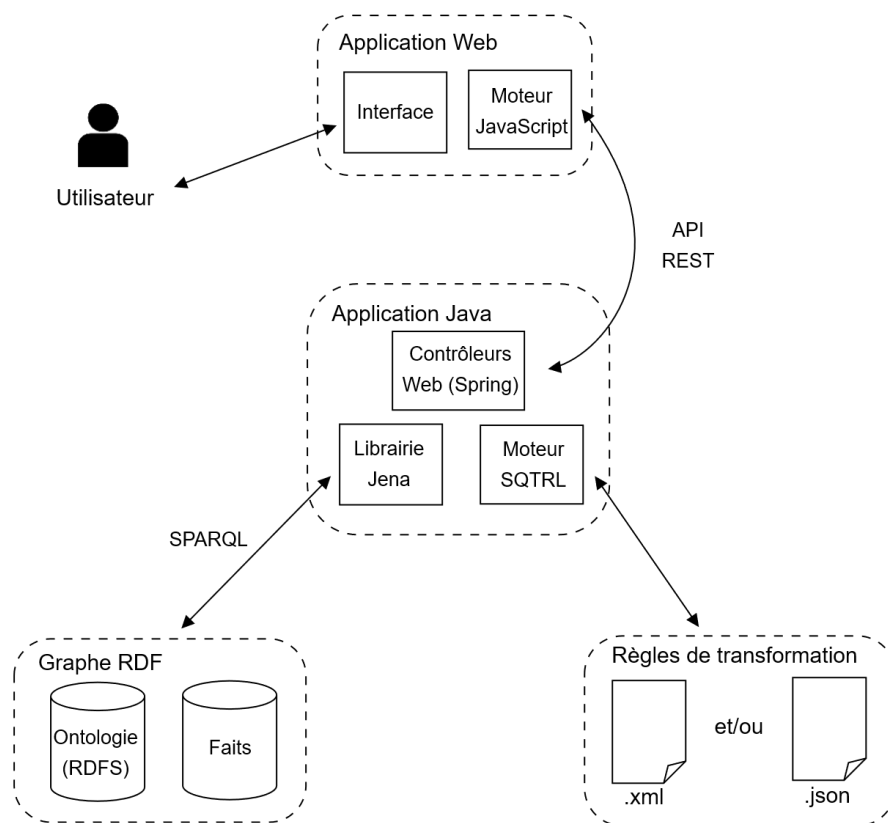 Application Web
Interface
Moteur
JavaScript
Utilisateur
API
REST
Application Java
Contrôleurs
Web (Spring)
Librairie
Jena
Moteur
SQTRL
SPARQL
Graphe RDF
Ontologie
(RDFS)
Faits
Règles de transformation
et/ou
.xml
.json